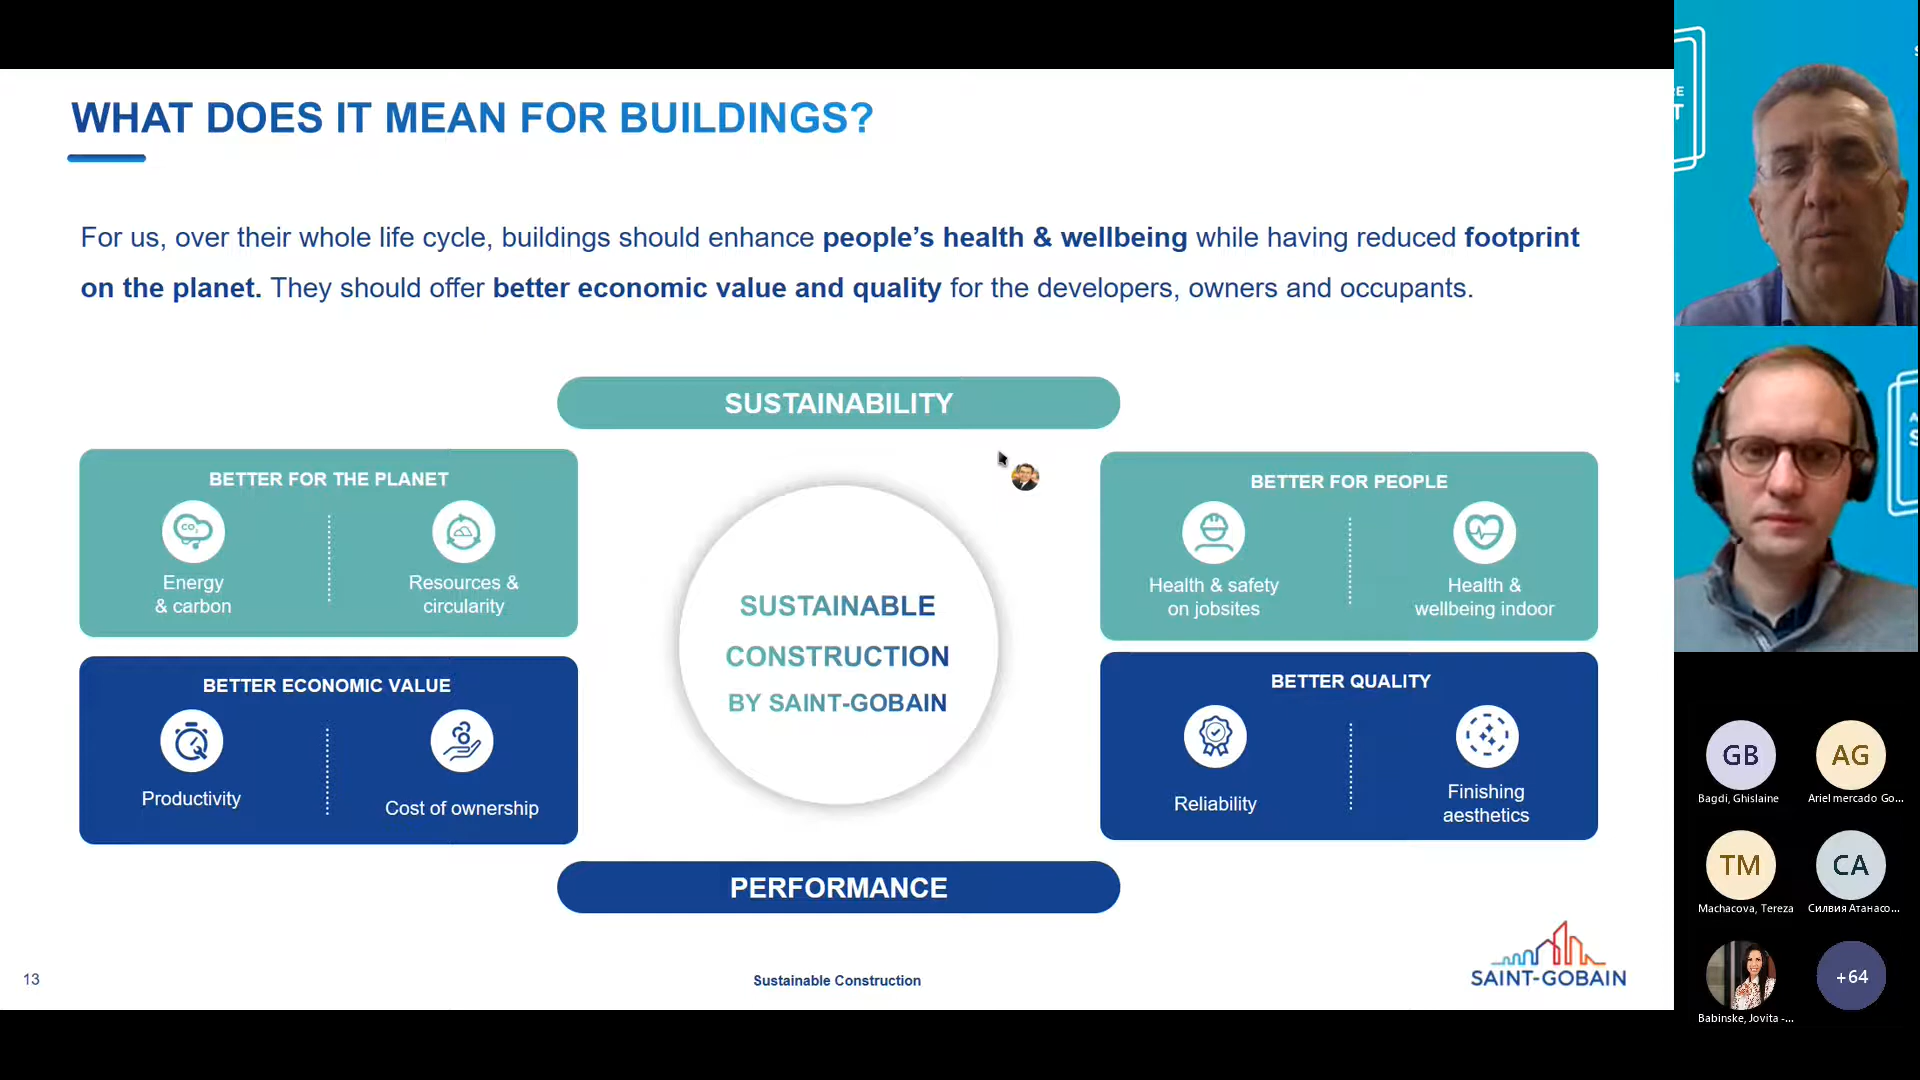 WHAT DOES IT MEAN FOR BUILDINGS?
For us, over their whole life cycle, buildings should enhance people’s health & wellbeing while having reduced footprint
on the planet. They should offer better economic value and quality for the developers, owners and occupants.
SUSTAINABILITY
BETTER FOR THE PLANET
Energy
& carbon
Resources &
circularity
BETTER FOR PEOPLE
Health & safety
on jobsites
Health &
wellbeing indoor
SUSTAINABLE
CONSTRUCTION
BY SAINT-GOBAIN
BETTER ECONOMIC VALUE
Productivity
Cost of ownership
BETTER QUALITY
Reliability
Finishing
aesthetics
PERFORMANCE
13
Sustainable Construction
SAINT-GOBAIN
GB
Bagdi, Ghislaine
AG
Ariel mercado Go...
TM
Machacova, Tereza
CA
Силвия Атанасо...
Babinske, Jovita -...
+64